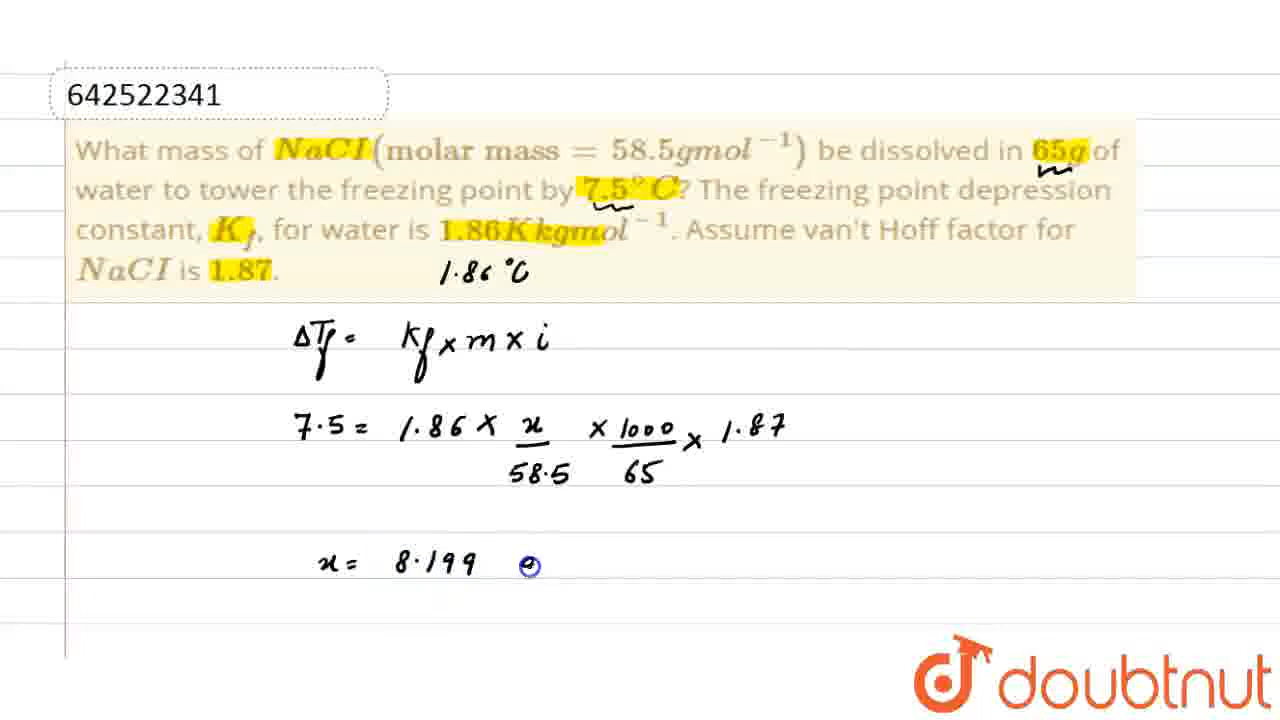 642522341
What mass of NaCI(molar mass = 58.5gmol⁻¹) be dissolved in 65g of
water to tower the freezing point by 7.5°C? The freezing point depression
constant, K_f, for water is 1.86K kgmol⁻¹. Assume van't Hoff factor for
NaCI is 1.87.
1.86 °C
ΔTf = kf × m × i
7.5 = 1.86 × x/58.5 × 1000/65 × 1.87
x = 8.199
doubtnut